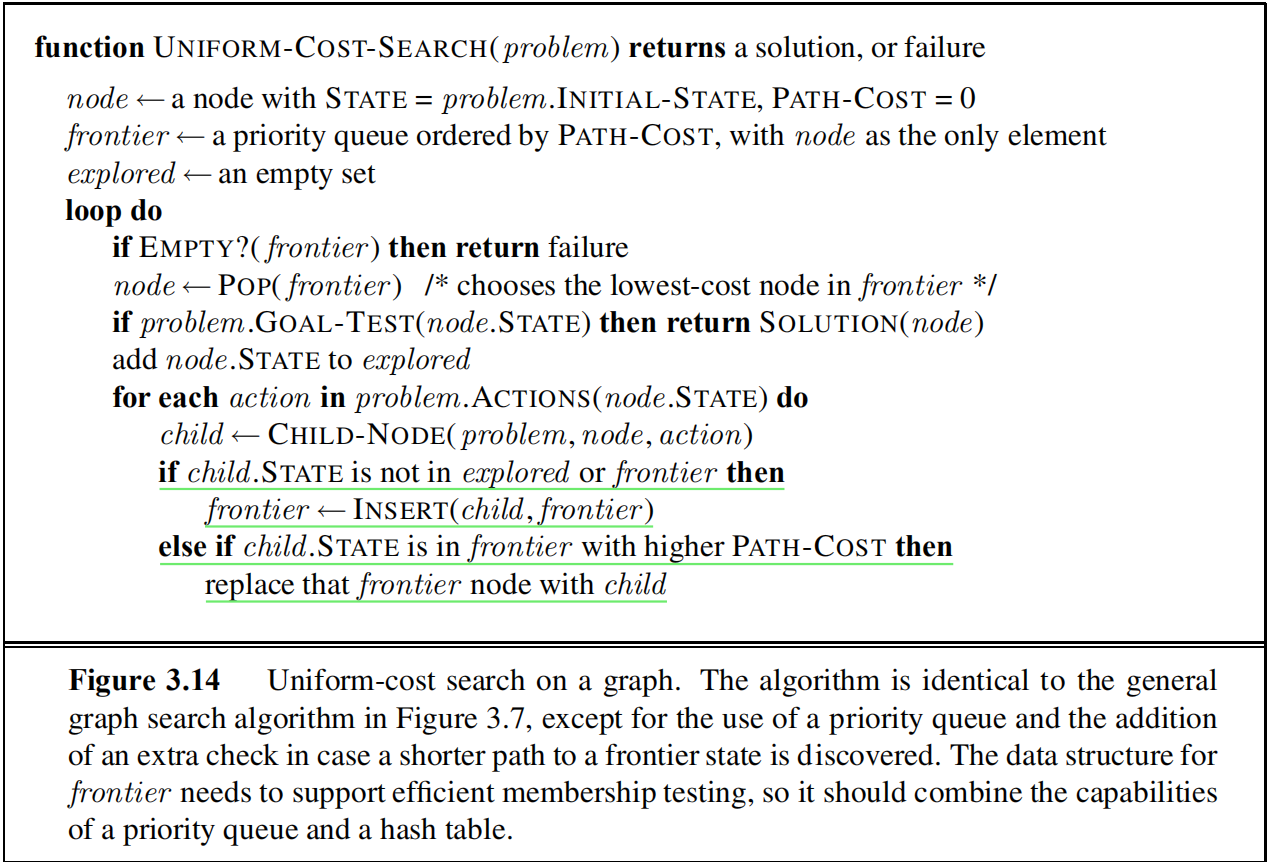 function UNIFORM-COST-SEARCH(problem) returns a solution, or failure
node ← a node with STATE = problem.INITIAL-STATE, PATH-COST = 0
frontier ← a priority queue ordered by PATH-COST, with node as the only element
explored ← an empty set
loop do
if EMPTY?(frontier) then return failure
node ← POP(frontier) /* chooses the lowest-cost node in frontier */
if problem.GOAL-TEST(node.STATE) then return SOLUTION(node)
add node.STATE to explored
for each action in problem.ACTIONS(node.STATE) do
child ← CHILD-NODE(problem, node, action)
if child.STATE is not in explored or frontier then
frontier ← INSERT(child, frontier)
else if child.STATE is in frontier with higher PATH-COST then
replace that frontier node with child
Figure 3.14 Uniform-cost search on a graph. The algorithm is identical to the general
graph search algorithm in Figure 3.7, except for the use of a priority queue and the addition
of an extra check in case a shorter path to a frontier state is discovered. The data structure for
frontier needs to support efficient membership testing, so it should combine the capabilities
of a priority queue and a hash table.